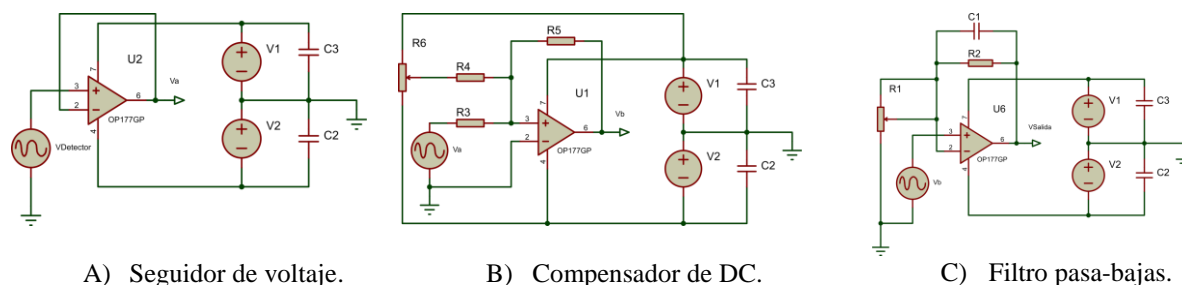 U2
V1
C3
Va
7
3
2
6
4
OP177GP
V2
C2
VDetector
A) Seguidor de voltaje.
R6
R5
R4
R3
U1
V1
C3
Vb
7
3
2
6
4
OP177GP
Va
V2
C2
B) Compensador de DC.
C1
R2
R1
U6
V1
C3
VSalida
7
3
2
6
4
OP177GP
Vb
V2
C2
C) Filtro pasa-bajas.